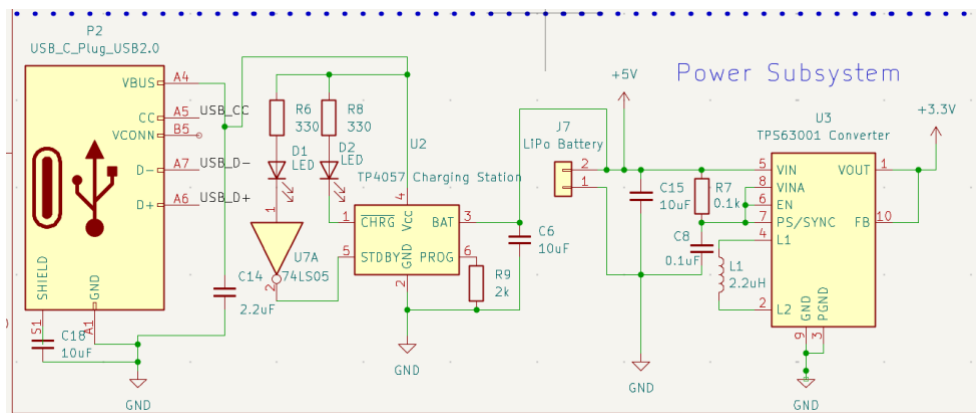 Power Subsystem
P2
USB_C_Plug_USB2.0
VBUS A4
CC A5 USB_CC
VCONN B5
D- A7 USB_D-
D+ A6 USB_D+
SHIELD
GND
S1
A1
C18
10uF
GND
C14
2.2uF
R6
330
R8
330
D1
LED
D2
LED
1
U7A
74LS05
2
U2
TP4057 Charging Station
4
1 CHRG Vcc BAT 3
5 STDBY GND PROG 6
2
R9
2k
C6
10uF
GND
+5V
J7
LiPo Battery
2
1
C15
10uF
R7
0.1k
C8
0.1uF
L1
2.2uH
GND
U3
TPS63001 Converter
+3.3V
5 VIN VOUT 1
8 VINA
6 EN
7 PS/SYNC FB 10
4 L1
2 L2
GND
PGND
9
3
GND